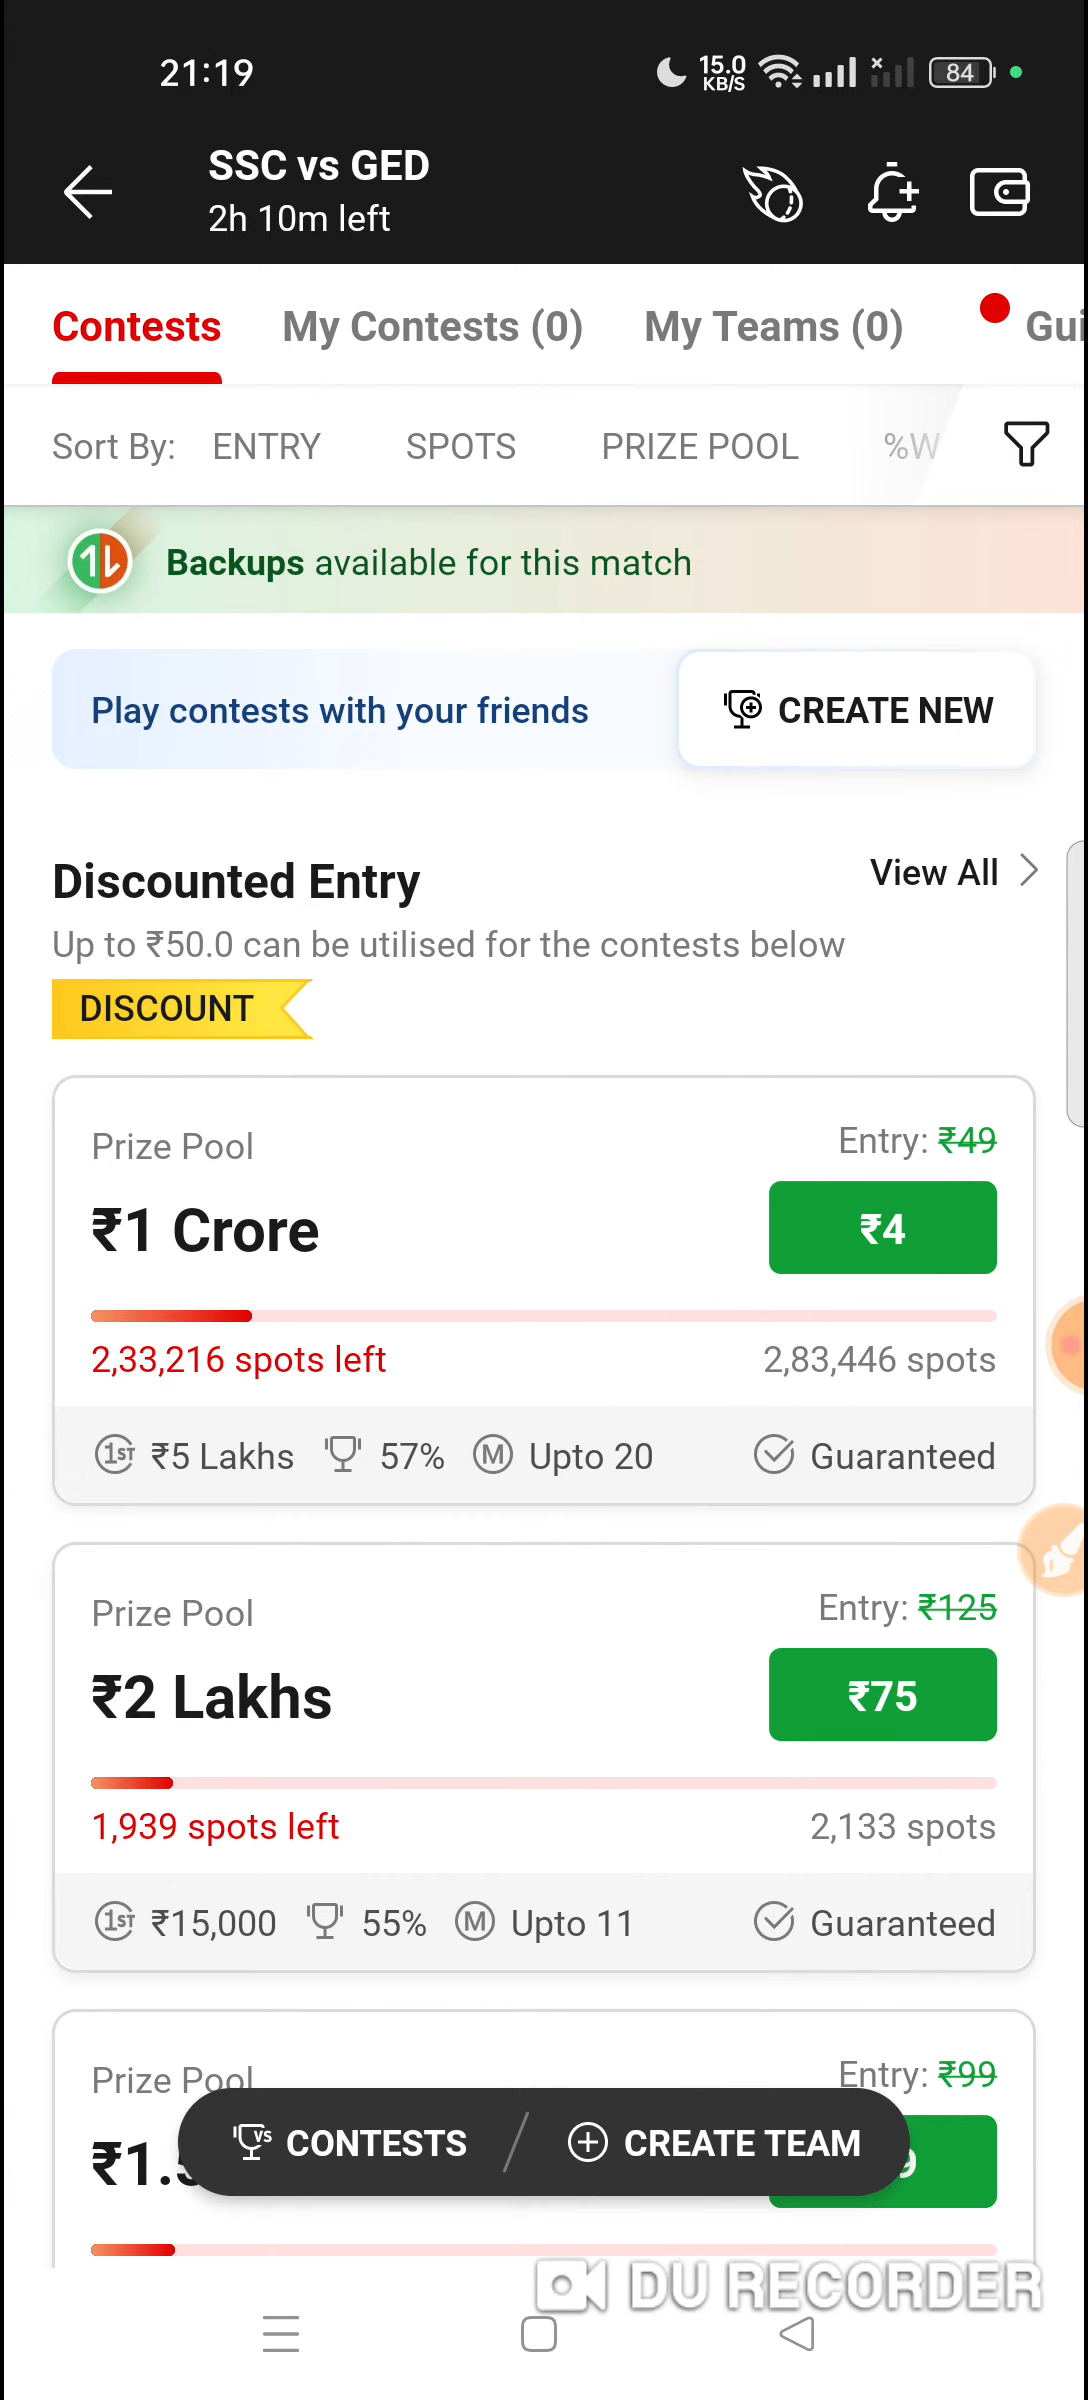 21:19
15.0 KB/S
84
SSC vs GED
2h 10m left
Contests
My Contests (0)
My Teams (0)
Sort By:
ENTRY
SPOTS
PRIZE POOL
Backups available for this match
Play contests with your friends
CREATE NEW
Discounted Entry
View All
Up to ₹50.0 can be utilised for the contests below
DISCOUNT
Prize Pool
Entry: ₹49
₹1 Crore
₹4
2,33,216 spots left
2,83,446 spots
1ST ₹5 Lakhs
57%
M Upto 20
Guaranteed
Prize Pool
Entry: ₹125
₹2 Lakhs
₹75
1,939 spots left
2,133 spots
1ST ₹15,000
55%
M Upto 11
Guaranteed
Prize Pool
Entry: ₹99
VS CONTESTS
CREATE TEAM
DU RECORDER